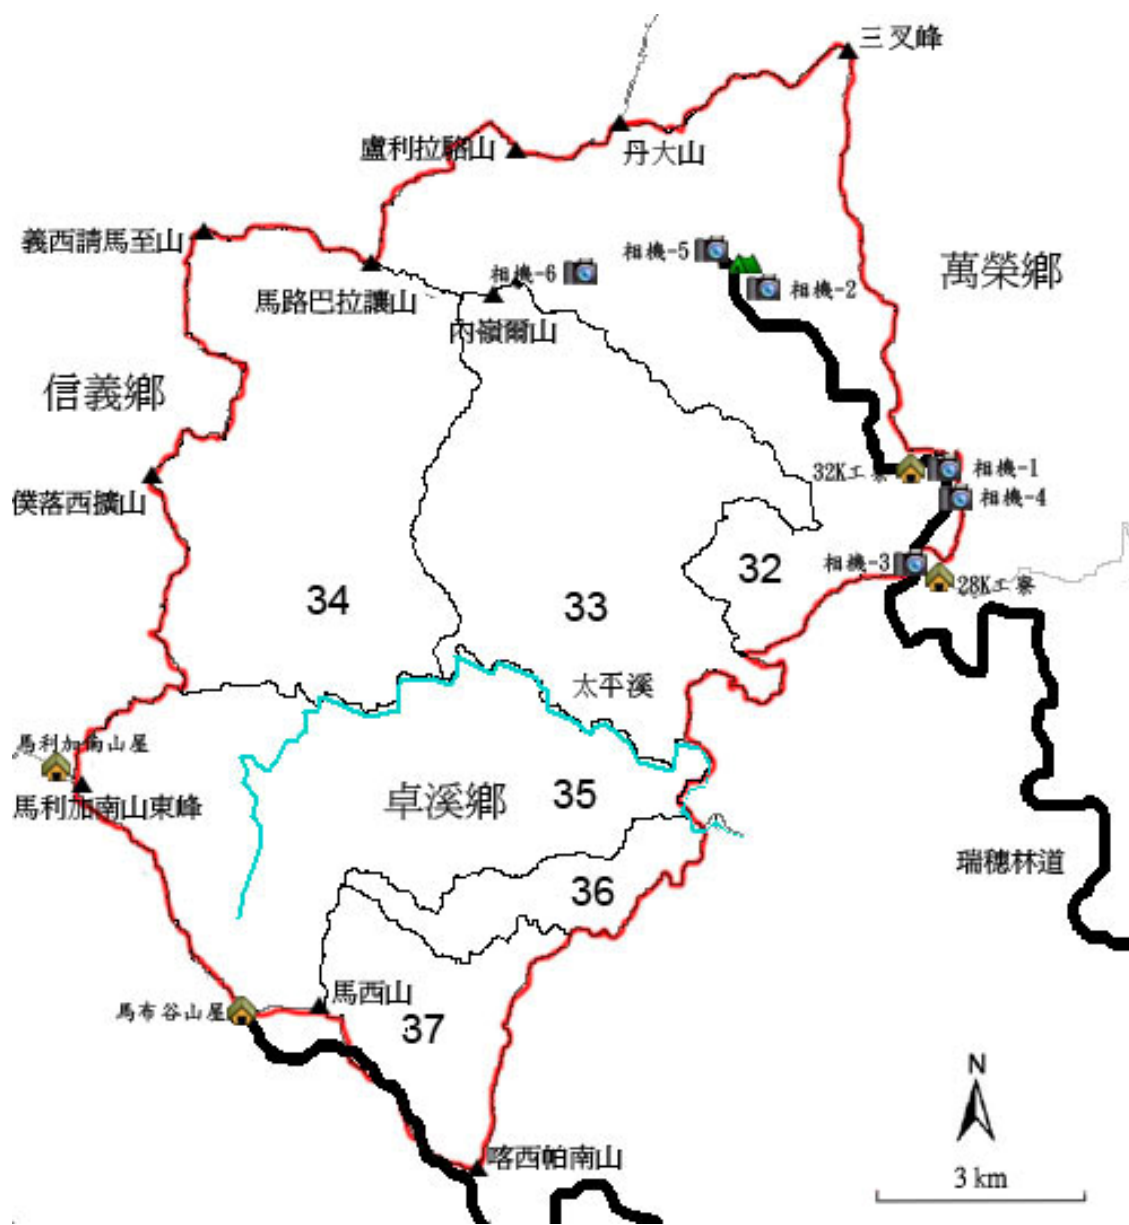 三叉峰
盧利拉駱山
丹大山
義西請馬至山
相機-5
相機-6
馬路巴拉讓山
相機-2
萬榮鄉
內嶺爾山
信義鄉
32K工寮
相機-1
僕落西擴山
相機-4
相機-3
32
28K工寮
34
33
太平溪
馬利加倫山屋
馬利加南山東峰
卓溪鄉
35
瑞穗林道
36
馬西山
馬布谷山屋
37
N
喀西帕南山
3 km